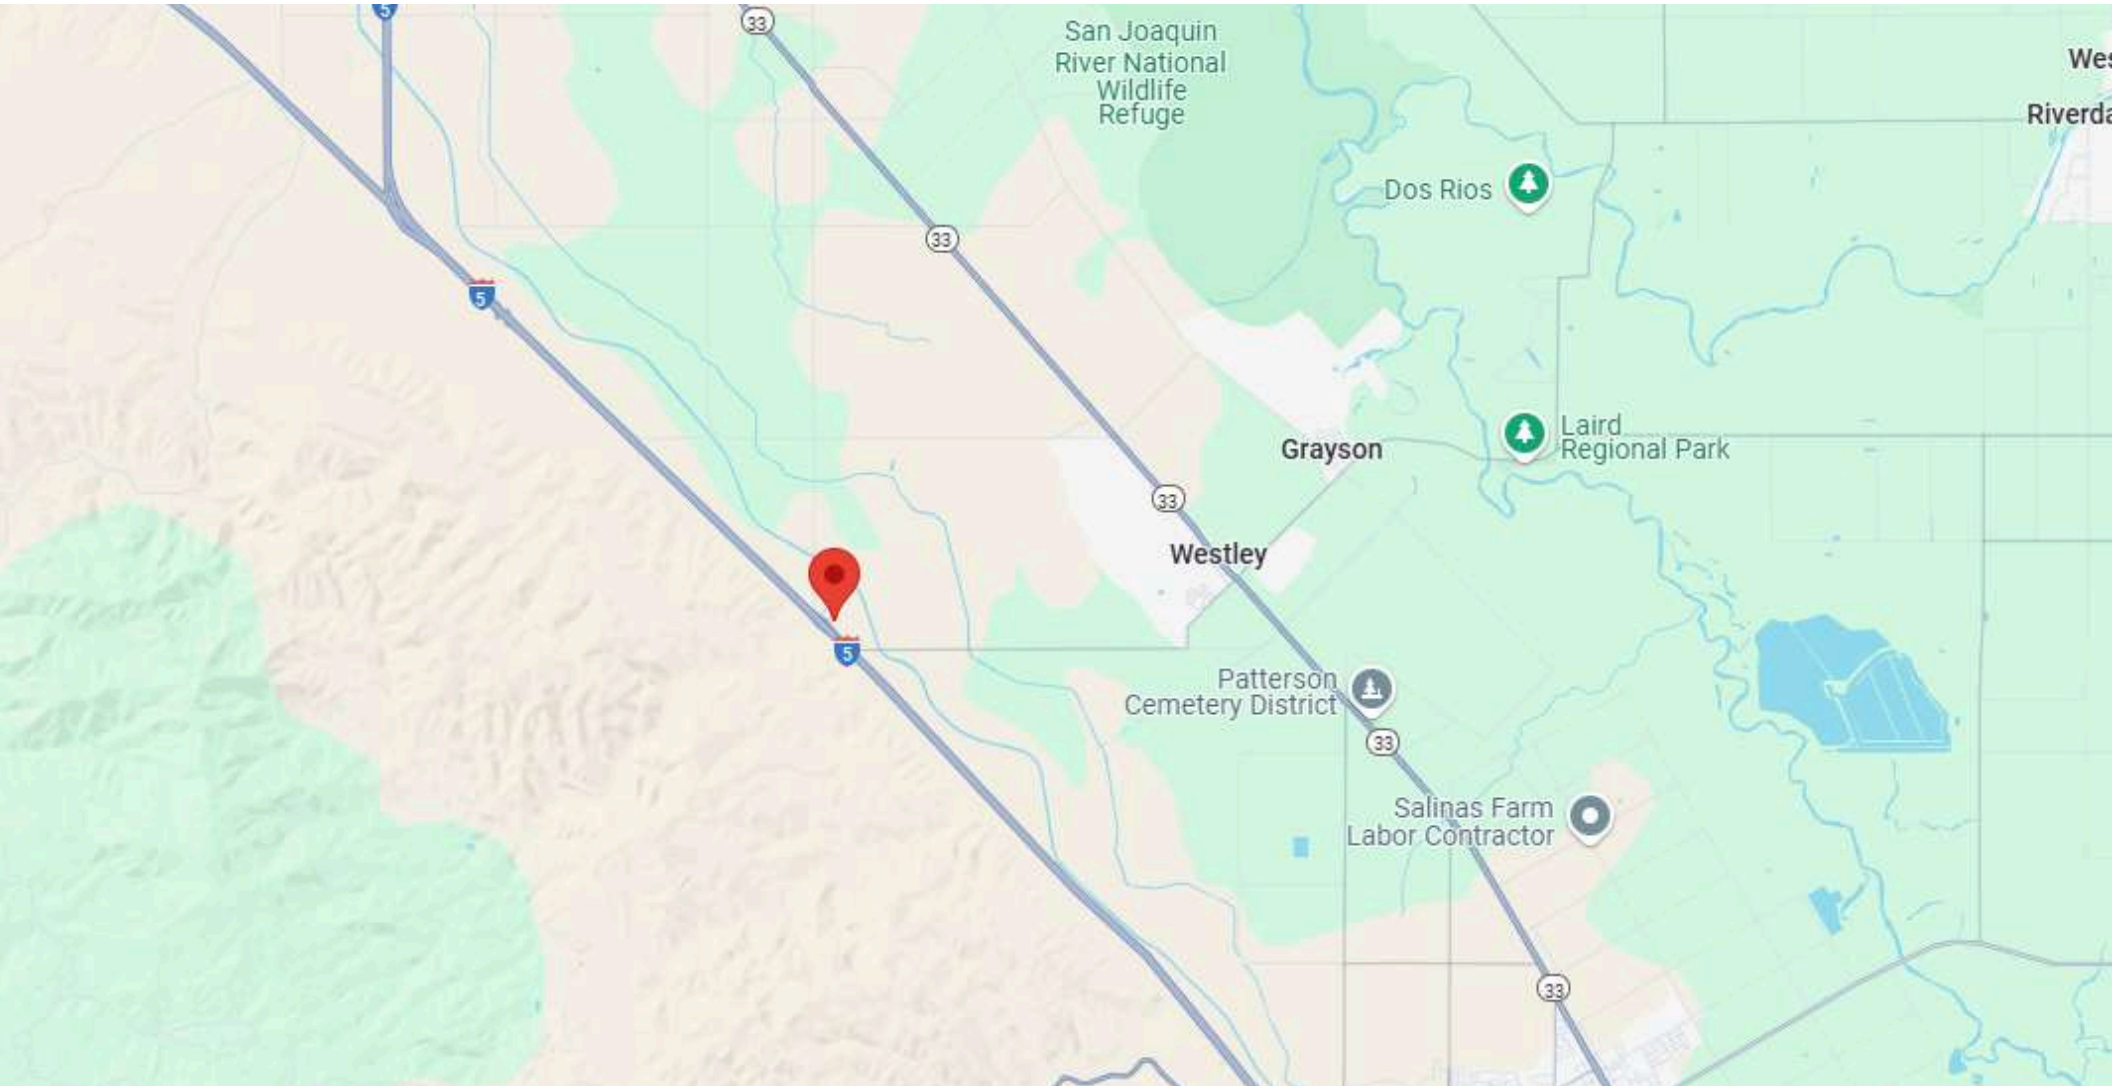 5
33
San Joaquin
River National
Wildlife
Refuge
Wes
Riverda
Dos Rios
33
5
Laird
Regional Park
Grayson
33
Westley
5
Patterson
Cemetery District
33
Salinas Farm
Labor Contractor
33